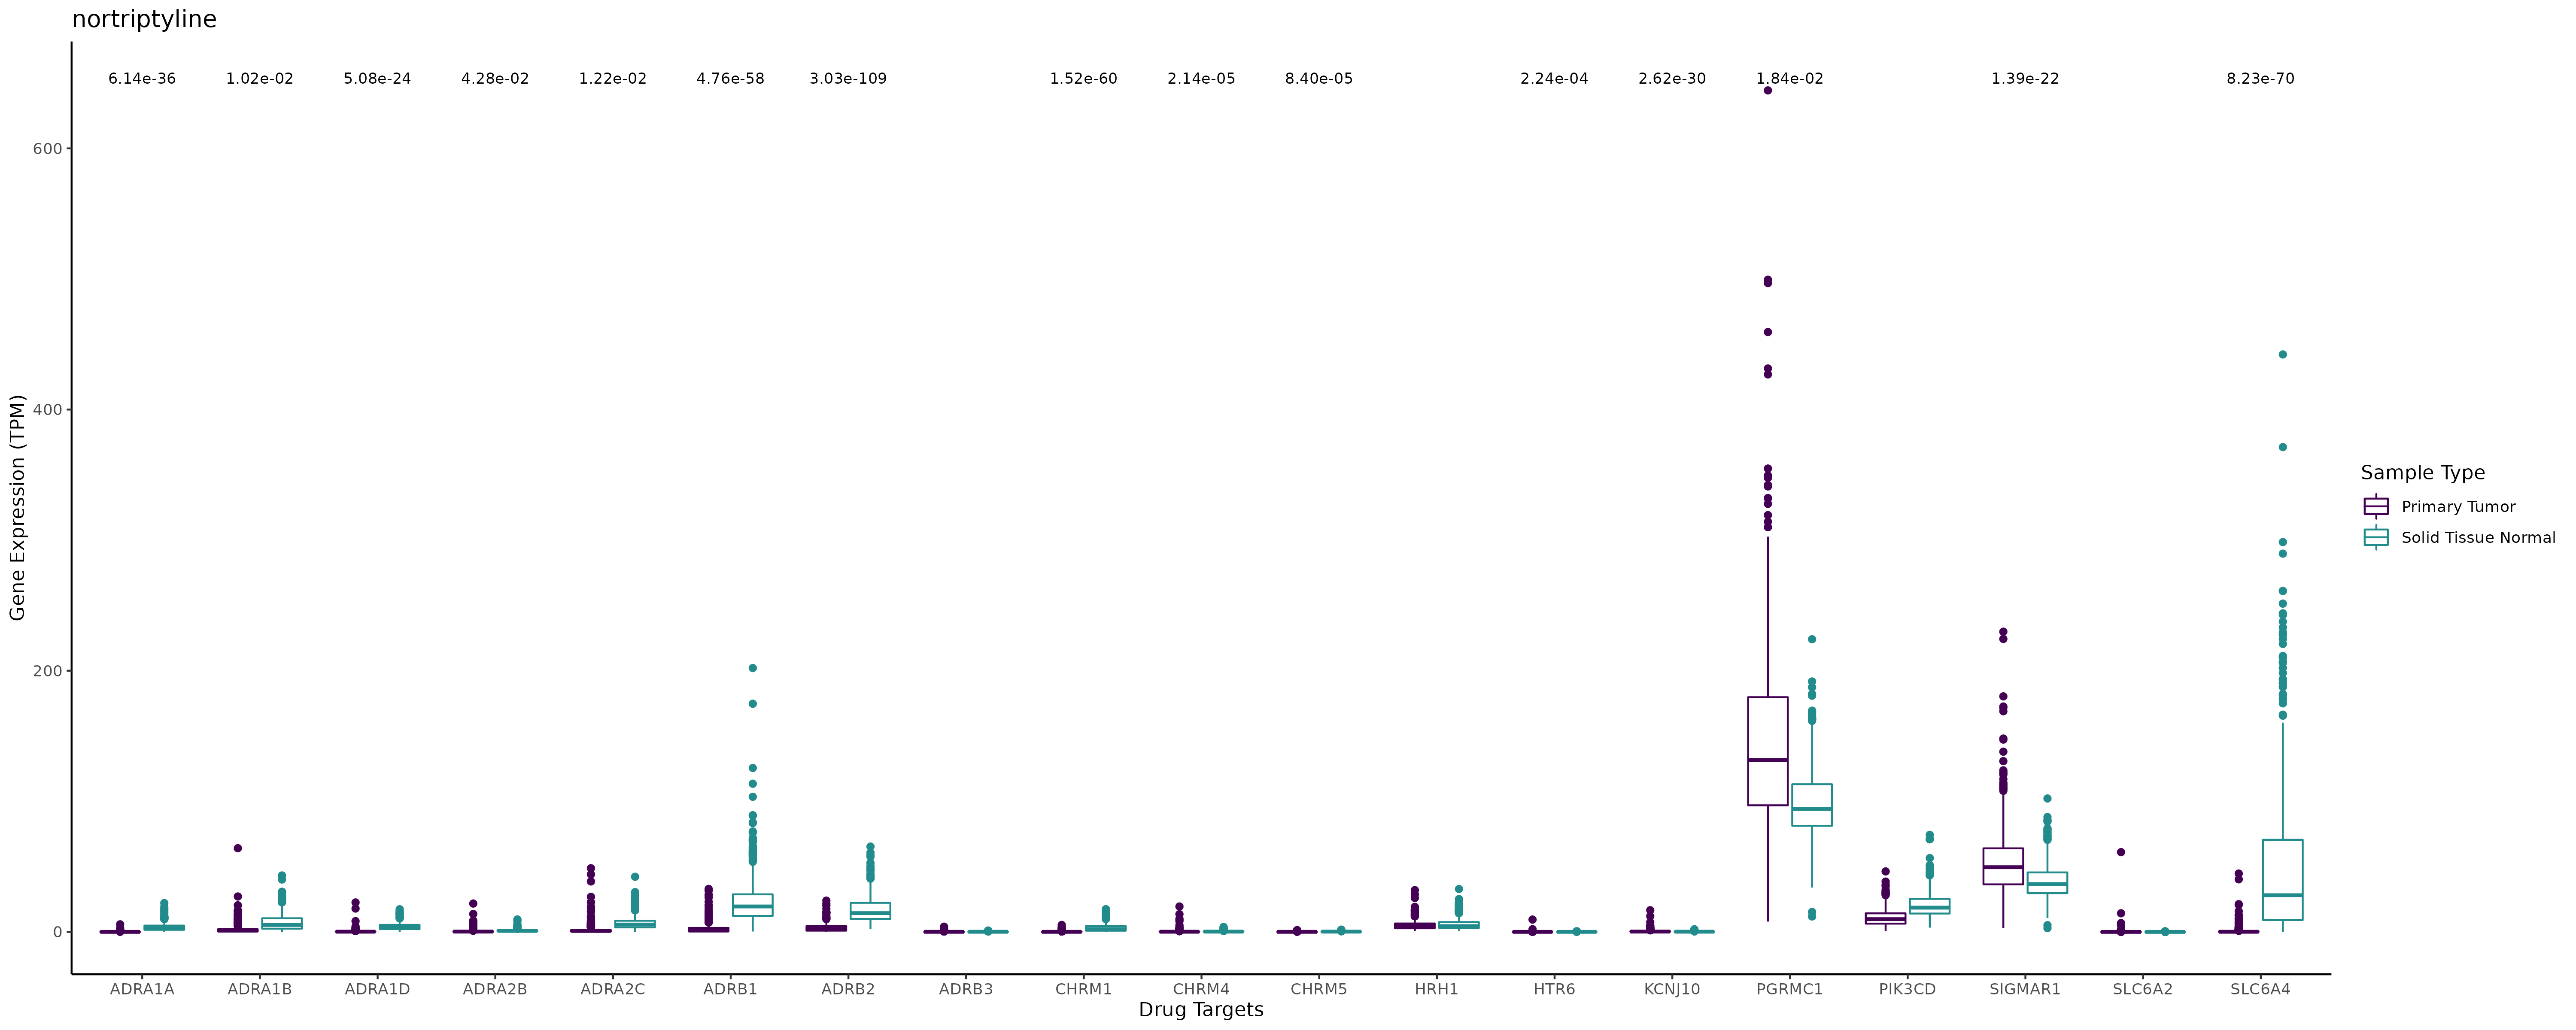 nortriptyline
6.14e-36 1.02e-02 5.08e-24 4.28e-02 1.22e-02 4.76e-58 3.03e-109 1.52e-60 2.14e-05 8.40e-05 2.24e-04 2.62e-30 1.84e-02 1.39e-22 8.23e-70
600
400
200
0
Gene Expression (TPM)
ADRA1A ADRA1B ADRA1D ADRA2B ADRA2C ADRB1 ADRB2 ADRB3 CHRM1 CHRM4 CHRM5 HRH1 HTR6 KCNJ10 PGRMC1 PIK3CD SIGMAR1 SLC6A2 SLC6A4
Drug Targets
Sample Type
Primary Tumor
Solid Tissue Normal